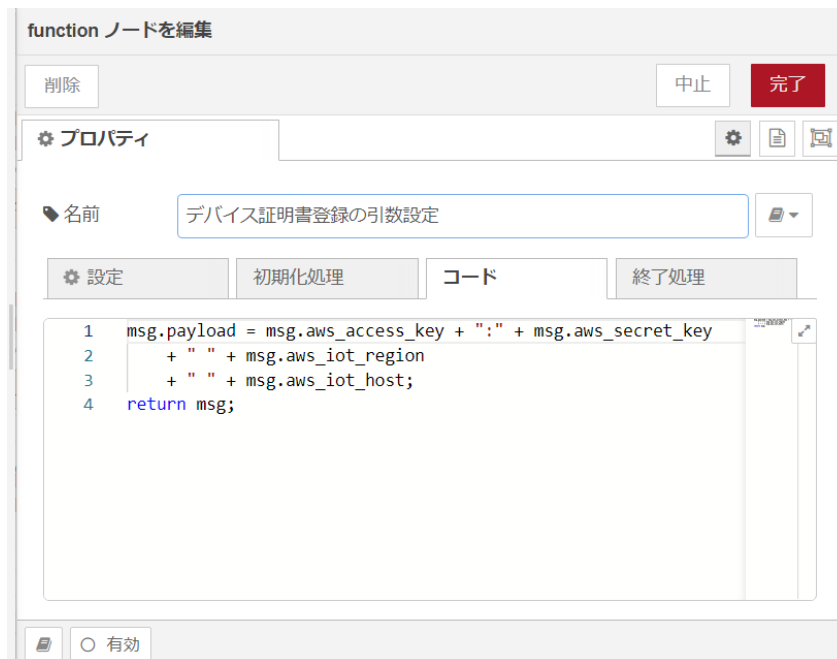 function ノードを編集
削除
中止
完了
プロパティ
名前
デバイス証明書登録の引数設定
設定
初期化処理
コード
終了処理
1 msg.payload = msg.aws_access_key + ":" + msg.aws_secret_key
2 + " " + msg.aws_iot_region
3 + " " + msg.aws_iot_host;
4 return msg;
有効